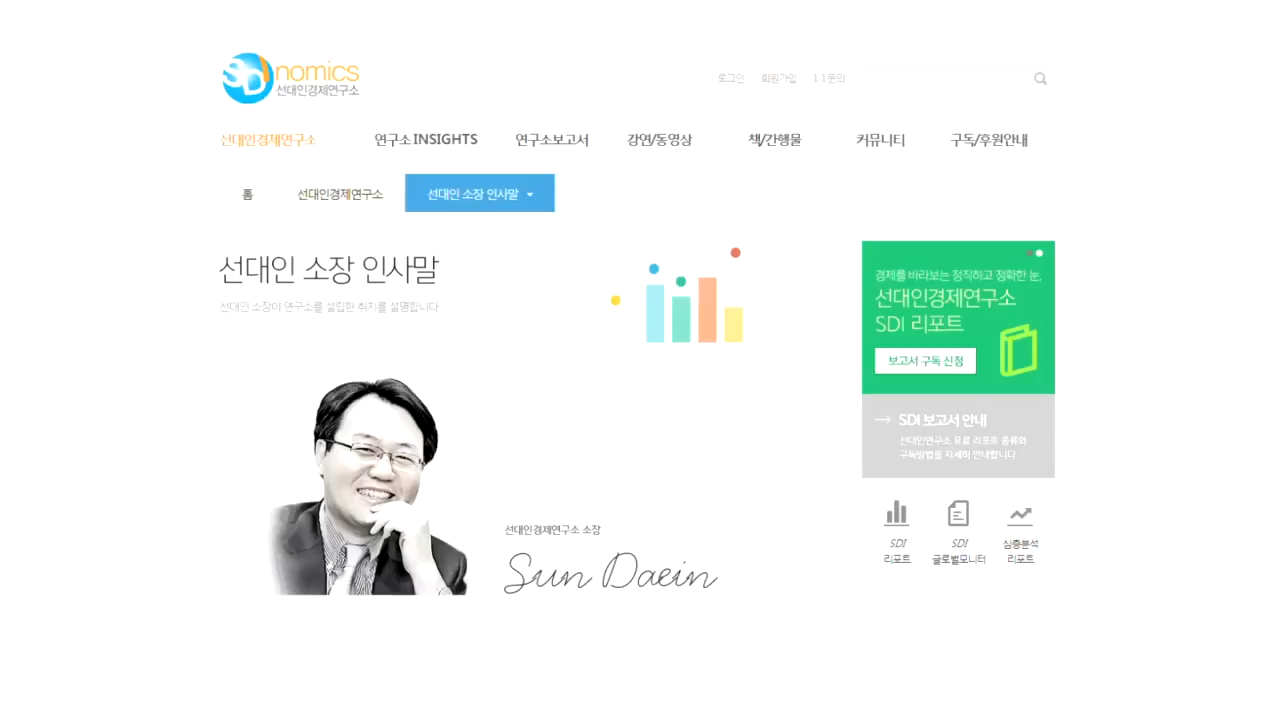 SDInomics
선대인경제연구소
로그인 회원가입 1:1문의
선대인경제연구소 연구소 INSIGHTS 연구소보고서 강연/동영상 책/간행물 커뮤니티 구독/후원안내
홈 선대인경제연구소 선대인 소장 인사말
선대인 소장 인사말
선대인 소장이 연구소를 설립한 취지를 설명합니다
선대인경제연구소 소장
Sun Daein
경제를 바라보는 정직하고 정확한 눈,
선대인경제연구소
SDI 리포트
보고서 구독 신청
SDI 보고서 안내
선대인연구소 유료 리포트 종류와
구독방법을 자세히 안내합니다
SDI SDI 심층분석
리포트 글로벌모니터 리포트